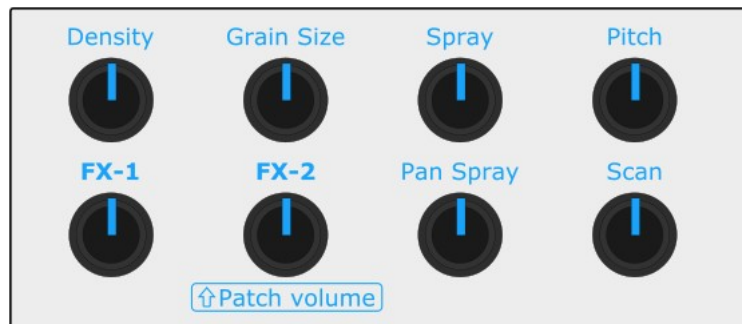 Density Grain Size Spray Pitch
FX-1 FX-2 Pan Spray Scan
⇧Patch volume